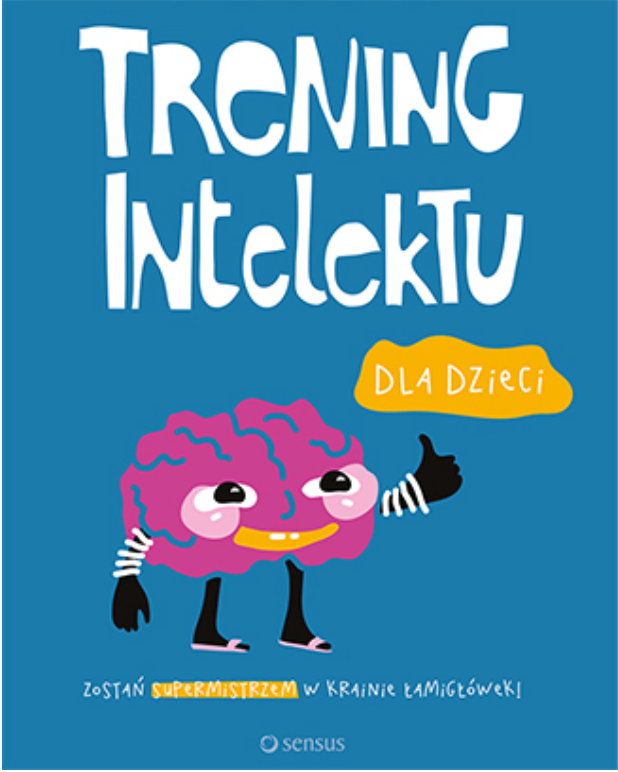 TRENING
INTELEKTU
DLA DZIECI
ZOSTAŃ SUPERMISTRZEM W KRAINIE ŁAMIGŁÓWEK!
sensus